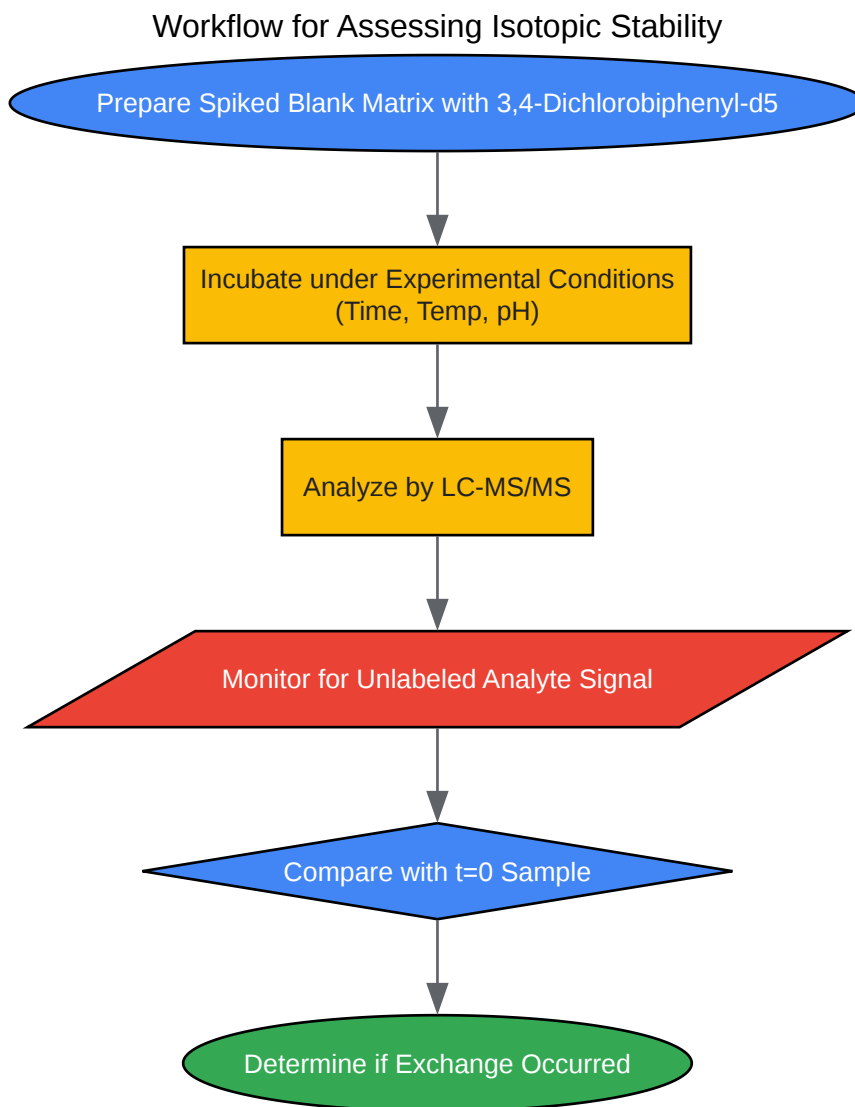 Workflow for Assessing Isotopic Stability
Prepare Spiked Blank Matrix with 3,4-Dichlorobiphenyl-d5
Incubate under Experimental Conditions
(Time, Temp, pH)
Analyze by LC-MS/MS
Monitor for Unlabeled Analyte Signal
Compare with t=0 Sample
Determine if Exchange Occurred